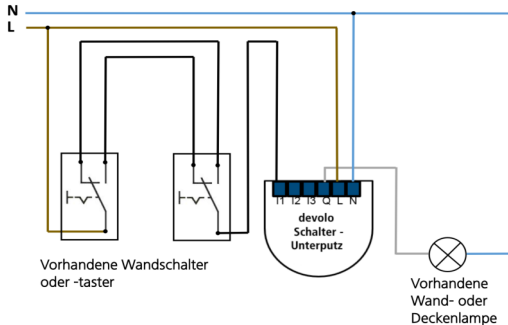 N
L
I1 I2 I3 Q L N
devolo
Schalter -
Unterputz
Vorhandene Wandschalter
oder -taster
Vorhandene
Wand- oder
Deckenlampe